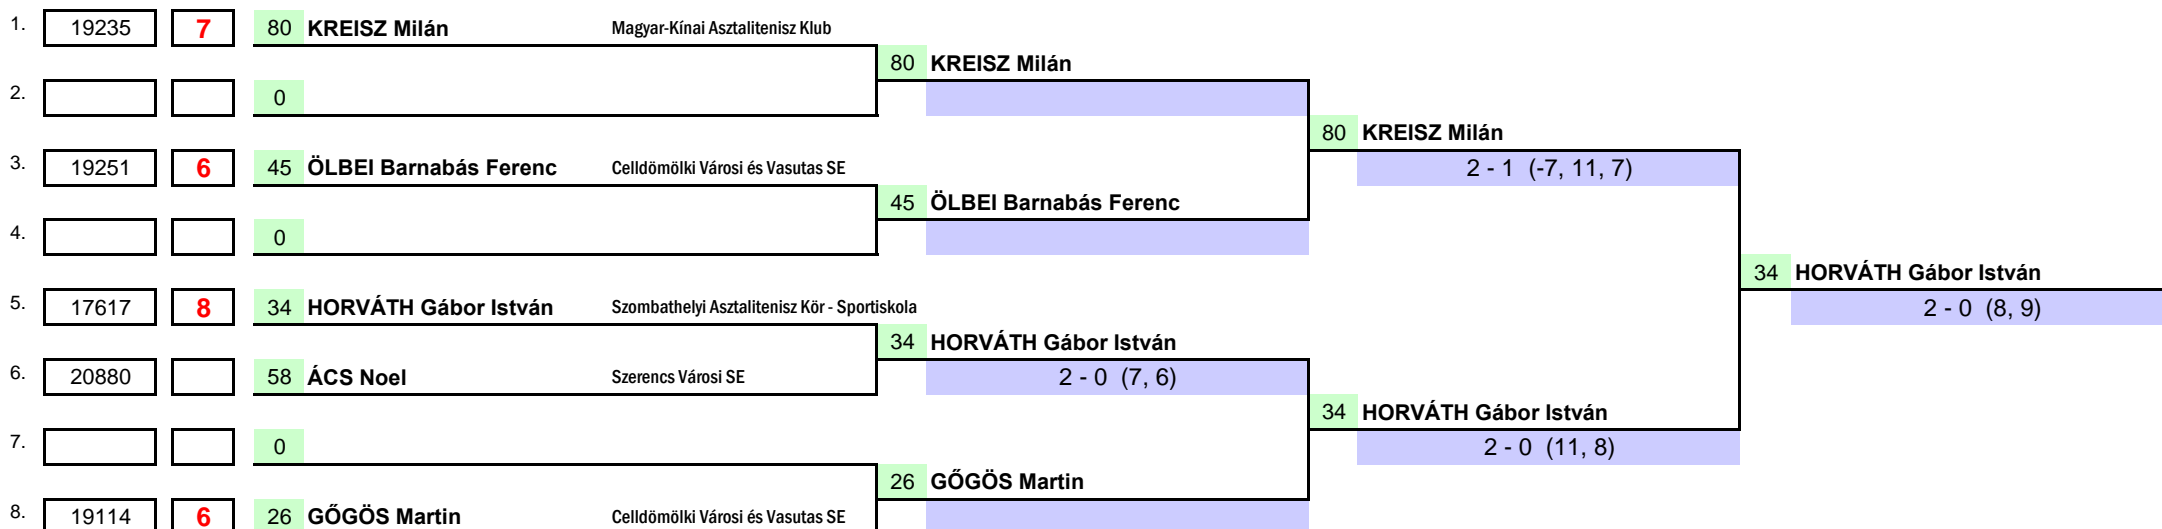 1. 19235 7 80 KREISZ Milán Magyar-Kínai Asztalitenisz Klub
80 KREISZ Milán
2. 0
80 KREISZ Milán
3. 19251 6 45 ÖLBEI Barnabás Ferenc Celldömölki Városi és Vasutas SE 2 - 1 (-7, 11, 7)
45 ÖLBEI Barnabás Ferenc
4. 0
34 HORVÁTH Gábor István
5. 17617 8 34 HORVÁTH Gábor István Szombathelyi Asztalitenisz Kör - Sportiskola 2 - 0 (8, 9)
34 HORVÁTH Gábor István
6. 20880 58 ÁCS Noel Szerencs Városi SE 2 - 0 (7, 6)
34 HORVÁTH Gábor István
7. 0 2 - 0 (11, 8)
26 GŐGÖS Martin
8. 19114 6 26 GŐGÖS Martin Celldömölki Városi és Vasutas SE